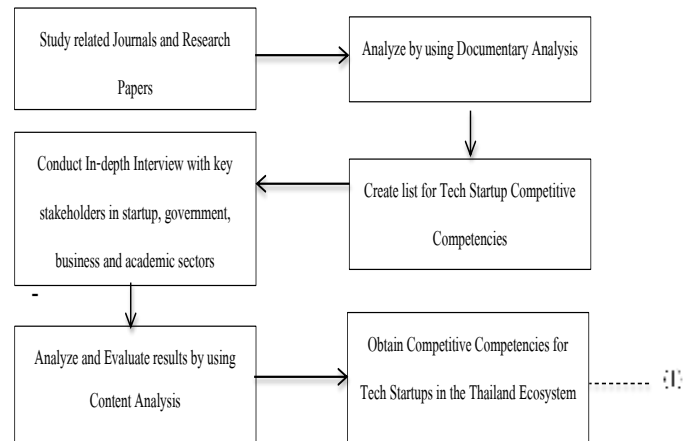 Study related Journals and Research
Papers
Analyze by using Documentary Analysis
Create list for Tech Startup Competitive
Competencies
Conduct In-depth Interview with key
stakeholders in startup, government,
business and academic sectors
Analyze and Evaluate results by using
Content Analysis
Obtain Competitive Competencies for
Tech Startups in the Thailand Ecosystem